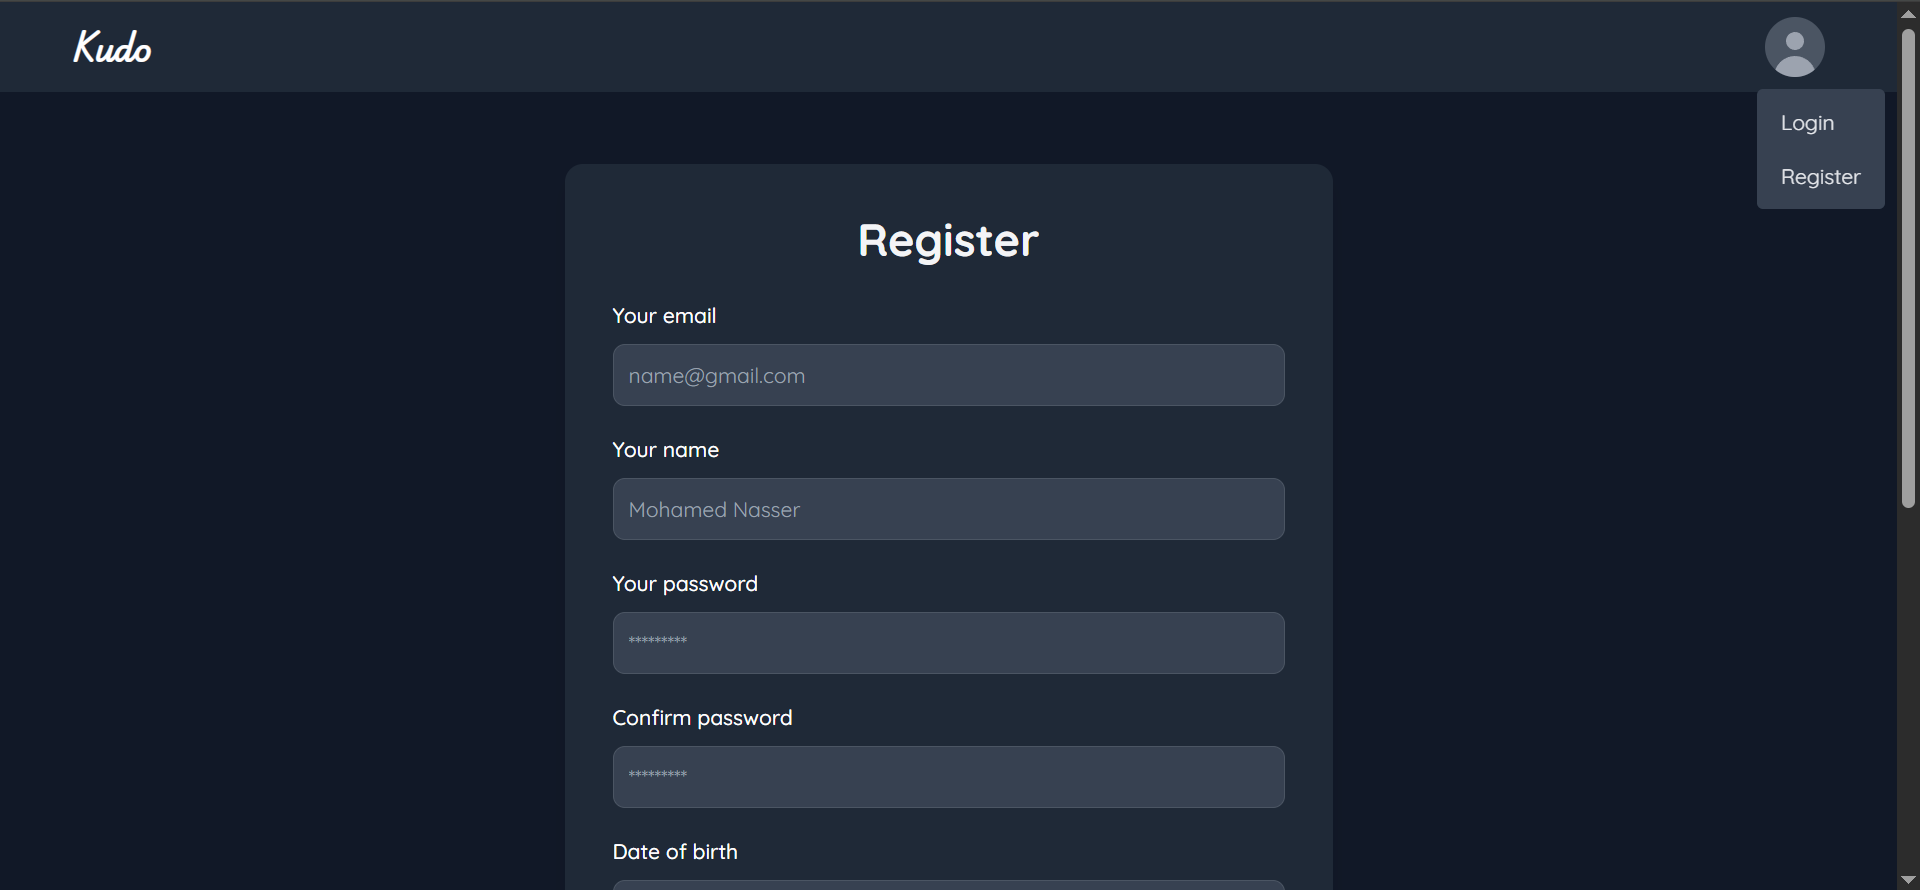 Kudo
Login
Register
Register
Your email
name@gmail.com
Your name
Mohamed Nasser
Your password
*********
Confirm password
*********
Date of birth